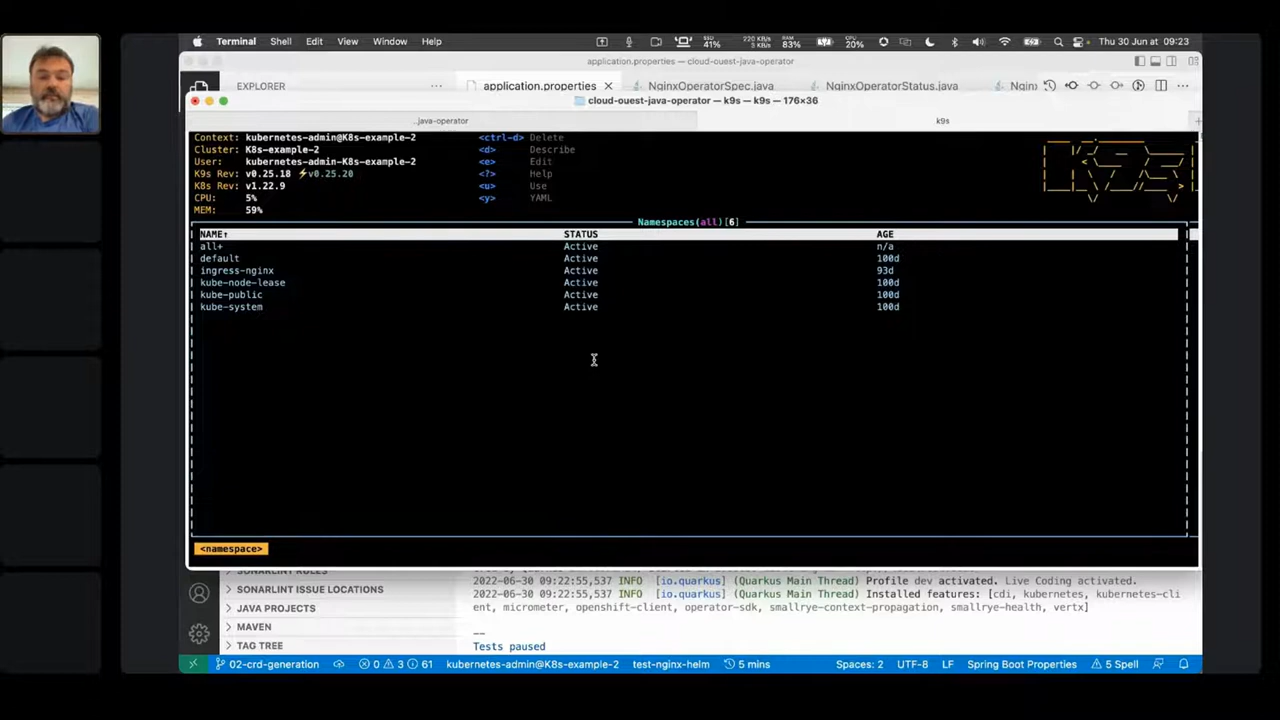 Terminal Shell Edit View Window Help SSD 41% 220 KB/s 3 KB/s RAM 83% CPU 20% Thu 30 Jun at 09:23
application.properties — cloud-ouest-java-operator
EXPLORER ··· application.properties × NginxOperatorSpec.java NginxOperatorStatus.java Nginx ···
cloud-ouest-java-operator — k9s ‹ k9s — 176×36
..java-operator k9s +
Context: kubernetes-admin@K8s-example-2 <ctrl-d> Delete
Cluster: K8s-example-2 <d> Describe
User: kubernetes-admin-K8s-example-2 <e> Edit
K9s Rev: v0.25.18 ⚡v0.25.20 <?> Help
K8s Rev: v1.22.9 <u> Use
CPU: 5% <y> YAML
MEM: 59%
Namespaces(all)[6]
NAME↑ STATUS AGE
all+ Active n/a
default Active 100d
ingress-nginx Active 93d
kube-node-lease Active 100d
kube-public Active 100d
kube-system Active 100d
<namespace>
SONARLINT RULES
SONARLINT ISSUE LOCATIONS
JAVA PROJECTS
MAVEN
TAG TREE
2022-06-30 09:22:55,537 INFO [io.quarkus] (Quarkus Main Thread) Profile dev activated. Live Coding activated.
2022-06-30 09:22:55,537 INFO [io.quarkus] (Quarkus Main Thread) Installed features: [cdi, kubernetes, kubernetes-cli
ent, micrometer, openshift-client, operator-sdk, smallrye-context-propagation, smallrye-health, vertx]
--
Tests paused
02-crd-generation 0 3 61 kubernetes-admin@K8s-example-2 test-nginx-helm 5 mins Spaces: 2 UTF-8 LF Spring Boot Properties 5 Spell